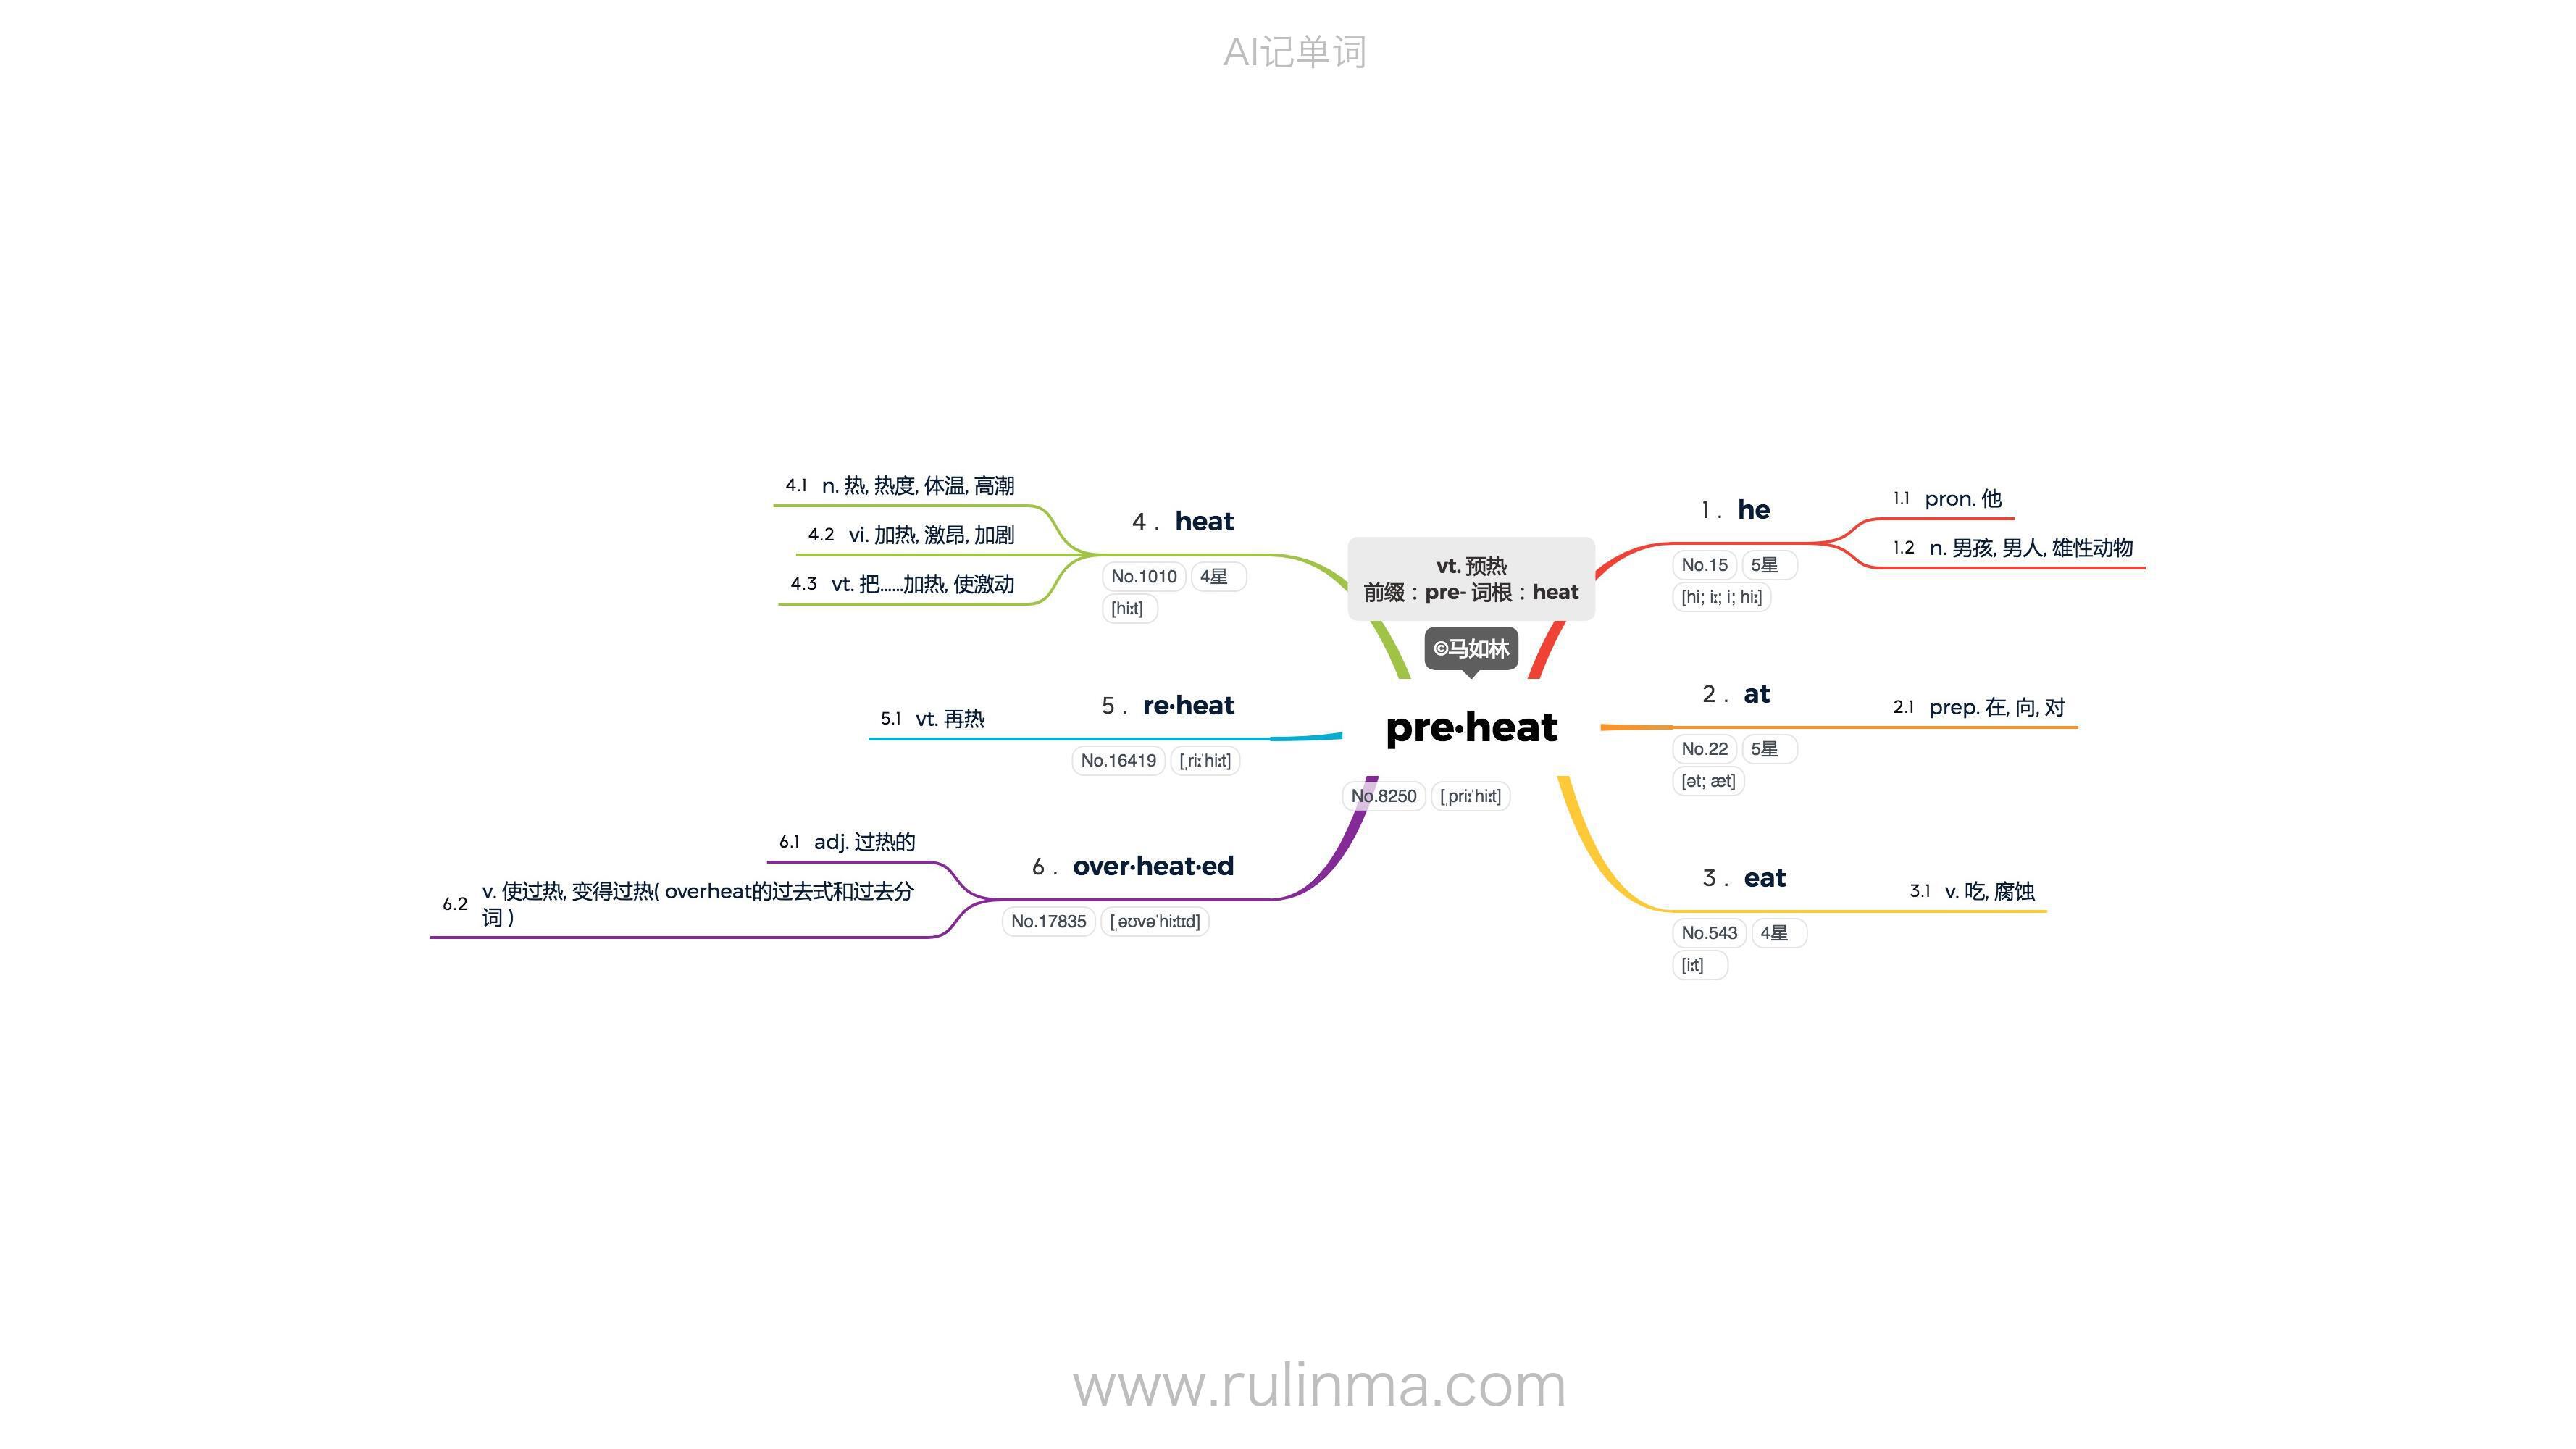 AI记单词
vt. 预热
前缀：pre- 词根：heat
©马如林
pre·heat
No.8250 [ˌpriːˈhiːt]
1 . he
No.15 5星
[hi; iː; i; hiː]
1.1 pron. 他
1.2 n. 男孩, 男人, 雄性动物
2 . at
No.22 5星
[ət; æt]
2.1 prep. 在, 向, 对
3 . eat
No.543 4星
[iːt]
3.1 v. 吃, 腐蚀
4 . heat
No.1010 4星
[hiːt]
4.1 n. 热, 热度, 体温, 高潮
4.2 vi. 加热, 激昂, 加剧
4.3 vt. 把……加热, 使激动
5 . re·heat
No.16419 [ˌriːˈhiːt]
5.1 vt. 再热
6 . over·heat·ed
No.17835 [ˌəʊvəˈhiːtɪd]
6.1 adj. 过热的
6.2 v. 使过热, 变得过热( overheat的过去式和过去分
词 )
www.rulinma.com